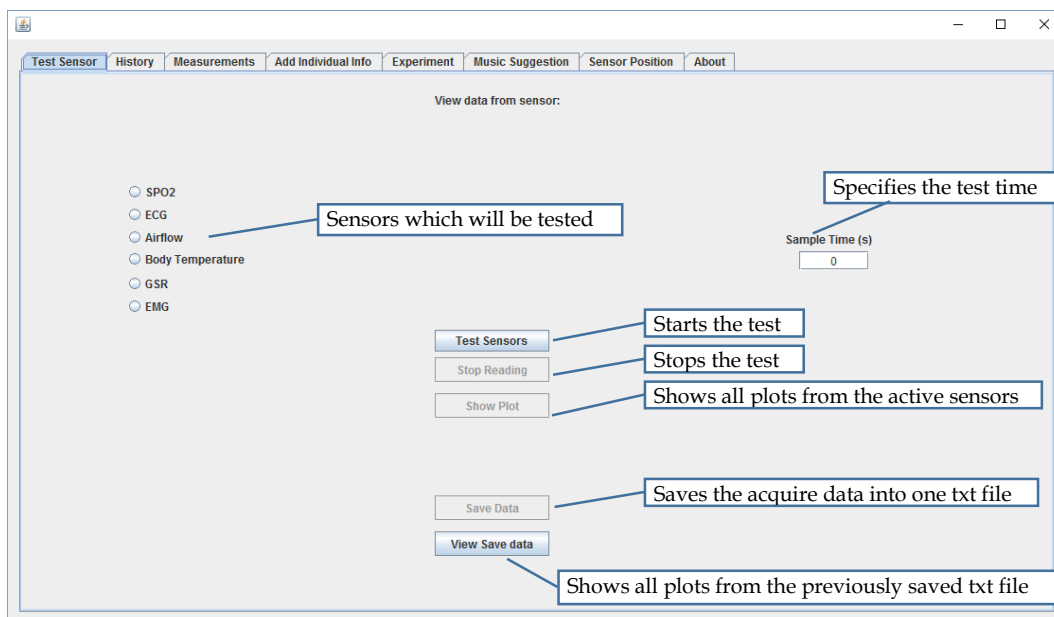 Test Sensor History Measurements Add Individual Info Experiment Music Suggestion Sensor Position About
View data from sensor:
Specifies the test time
SPO2
ECG
Sensors which will be tested
Airflow
Sample Time (s)
Body Temperature
0
GSR
EMG
Starts the test
Test Sensors
Stops the test
Stop Reading
Shows all plots from the active sensors
Show Plot
Saves the acquire data into one txt file
Save Data
View Save data
Shows all plots from the previously saved txt file